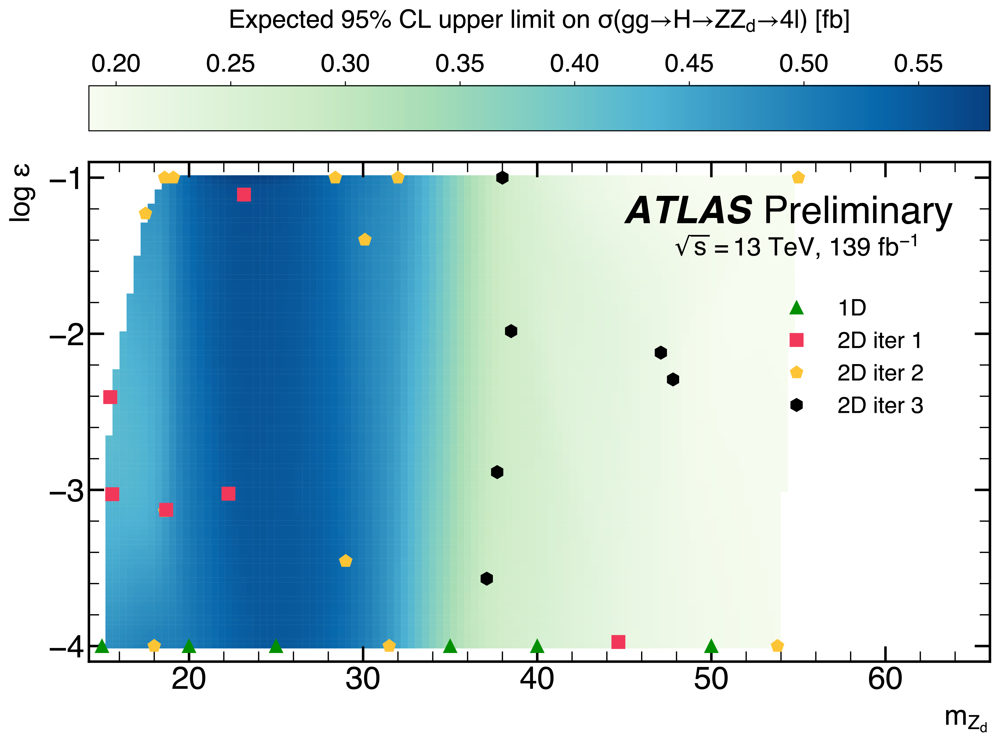 Expected 95% CL upper limit on σ(gg→H→ZZd→4l) [fb]
0.20 0.25 0.30 0.35 0.40 0.45 0.50 0.55
log ε
−1
−2
−3
−4
ATLAS Preliminary
√s = 13 TeV, 139 fb⁻¹
1D
2D iter 1
2D iter 2
2D iter 3
20 30 40 50 60
mZd